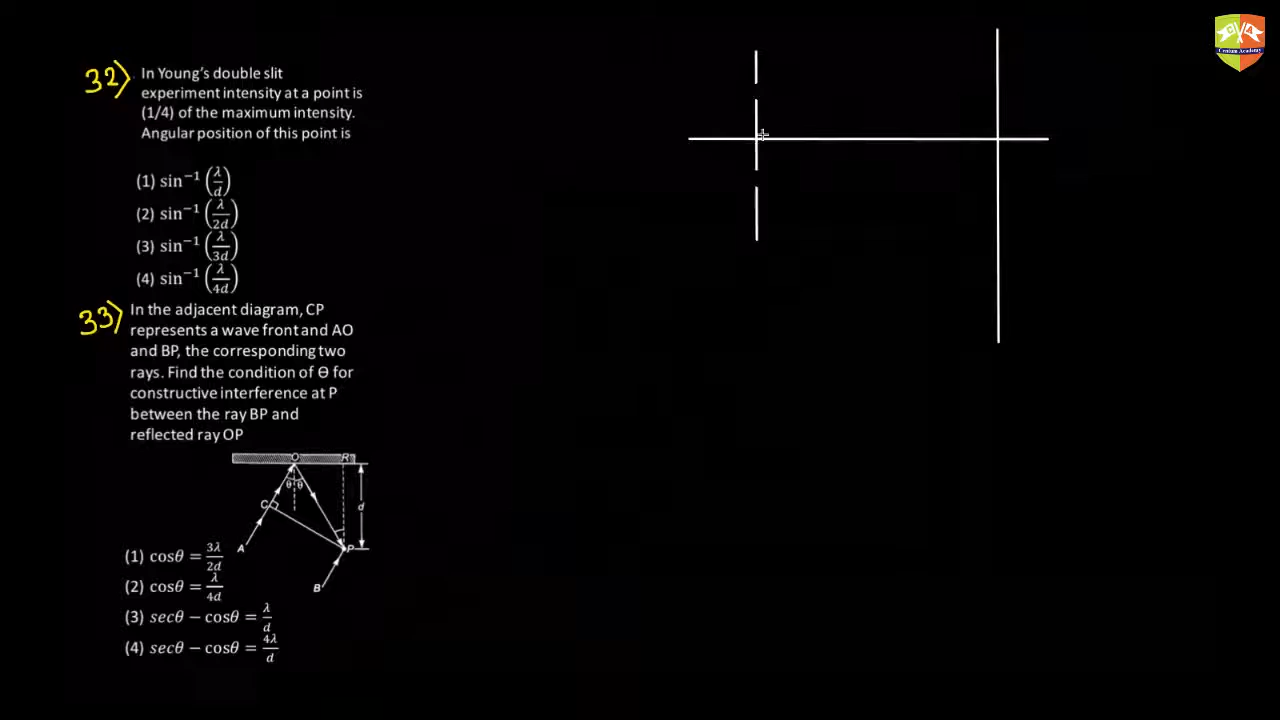 Centum Academy
32)
In Young's double slit
experiment intensity at a point is
(1/4) of the maximum intensity.
Angular position of this point is
(1) sin⁻¹ (λ/d)
(2) sin⁻¹ (λ/2d)
(3) sin⁻¹ (λ/3d)
(4) sin⁻¹ (λ/4d)
33)
In the adjacent diagram, CP
represents a wave front and AO
and BP, the corresponding two
rays. Find the condition of Θ for
constructive interference at P
between the ray BP and
reflected ray OP
O R
θ θ
d
C
A
P
B
(1) cosθ = 3λ/2d
(2) cosθ = λ/4d
(3) secθ − cosθ = λ/d
(4) secθ − cosθ = 4λ/d